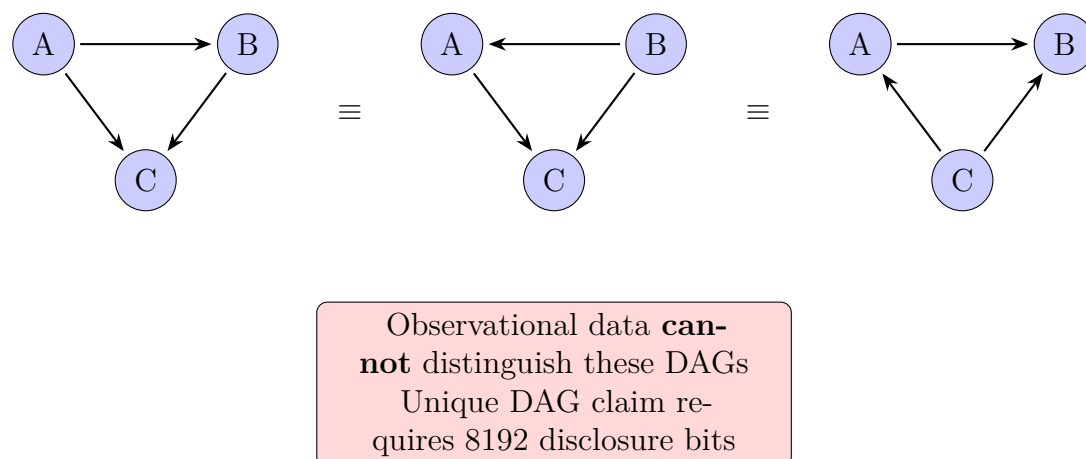 A B A B A B
≡ ≡
C C C
Observational data can-
not distinguish these DAGs
Unique DAG claim re-
quires 8192 disclosure bits